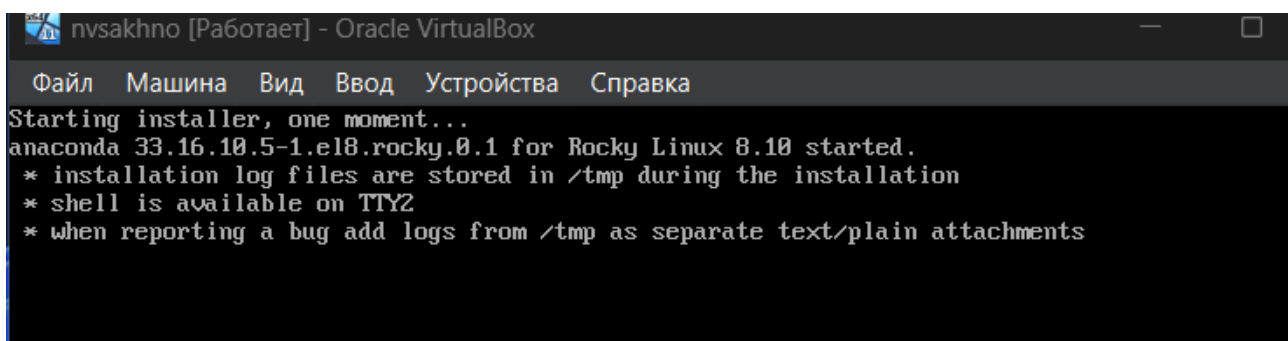 nvsakhno [Работает] - Oracle VirtualBox
Файл Машина Вид Ввод Устройства Справка
Starting installer, one moment...
anaconda 33.16.10.5-1.el8.rocky.0.1 for Rocky Linux 8.10 started.
* installation log files are stored in /tmp during the installation
* shell is available on TTY2
* when reporting a bug add logs from /tmp as separate text/plain attachments